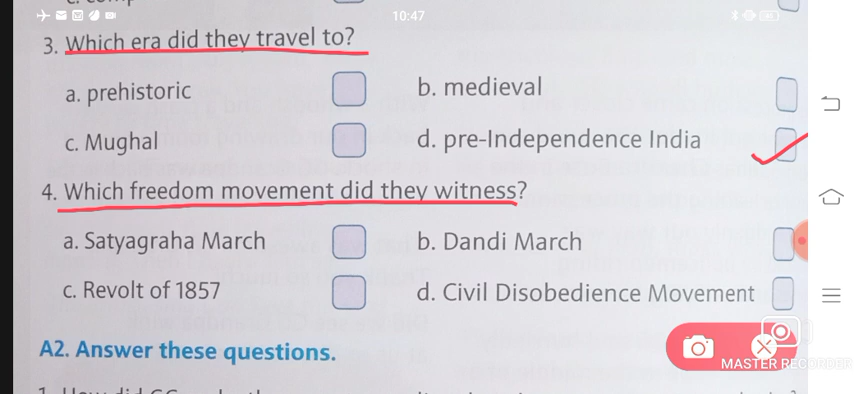 10:47
3. Which era did they travel to?
a. prehistoric b. medieval
c. Mughal d. pre-Independence India
4. Which freedom movement did they witness?
a. Satyagraha March b. Dandi March
c. Revolt of 1857 d. Civil Disobedience Movement
MASTER RECORDER
A2. Answer these questions.